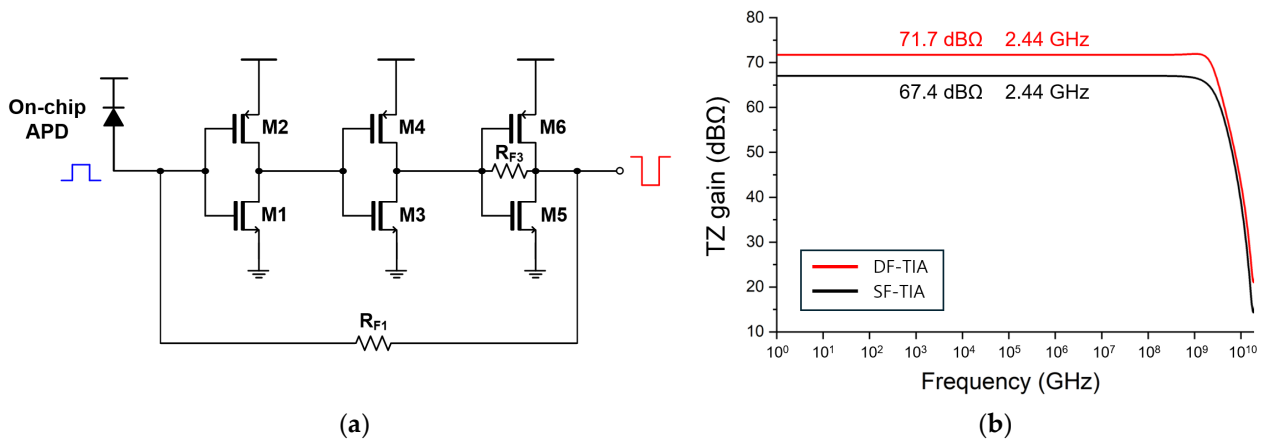 On-chip
APD
M2
M1
M4
M3
M6
R_F3
M5
R_F1
(a)
TZ gain (dBΩ)
80
70
60
50
40
30
20
10
71.7 dBΩ 2.44 GHz
67.4 dBΩ 2.44 GHz
DF-TIA
SF-TIA
10⁰ 10¹ 10² 10³ 10⁴ 10⁵ 10⁶ 10⁷ 10⁸ 10⁹ 10¹⁰
Frequency (GHz)
(b)